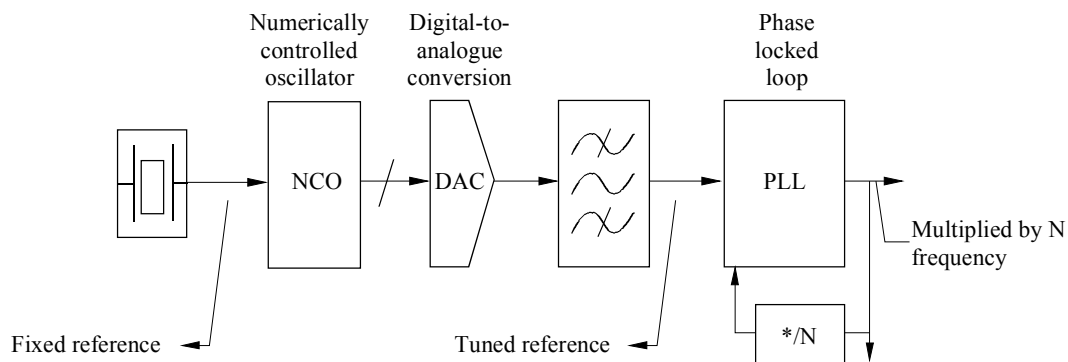 Numerically
controlled
oscillator
Digital-to-
analogue
conversion
Phase
locked
loop
NCO
DAC
PLL
Multiplied by N
frequency
Fixed reference
Tuned reference
*/N